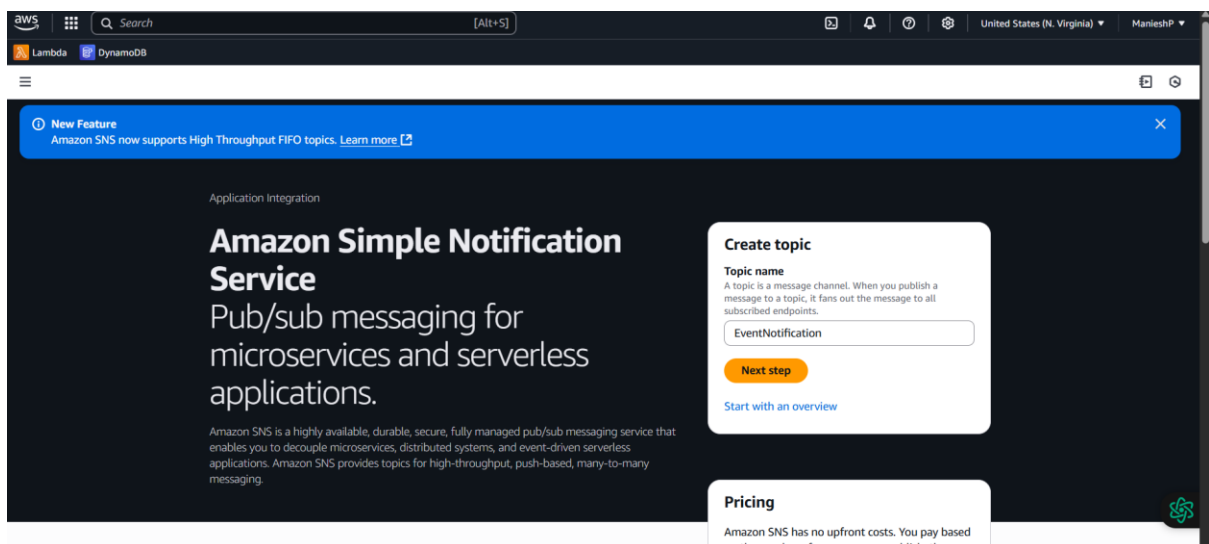 aws
Search
[Alt+S]
United States (N. Virginia)
ManieshP
Lambda
DynamoDB
New Feature
Amazon SNS now supports High Throughput FIFO topics. Learn more
Application Integration
Amazon Simple Notification
Service
Pub/sub messaging for
microservices and serverless
applications.
Amazon SNS is a highly available, durable, secure, fully managed pub/sub messaging service that
enables you to decouple microservices, distributed systems, and event-driven serverless
applications. Amazon SNS provides topics for high-throughput, push-based, many-to-many
messaging.
Create topic
Topic name
A topic is a message channel. When you publish a
message to a topic, it fans out the message to all
subscribed endpoints.
EventNotification
Next step
Start with an overview
Pricing
Amazon SNS has no upfront costs. You pay based